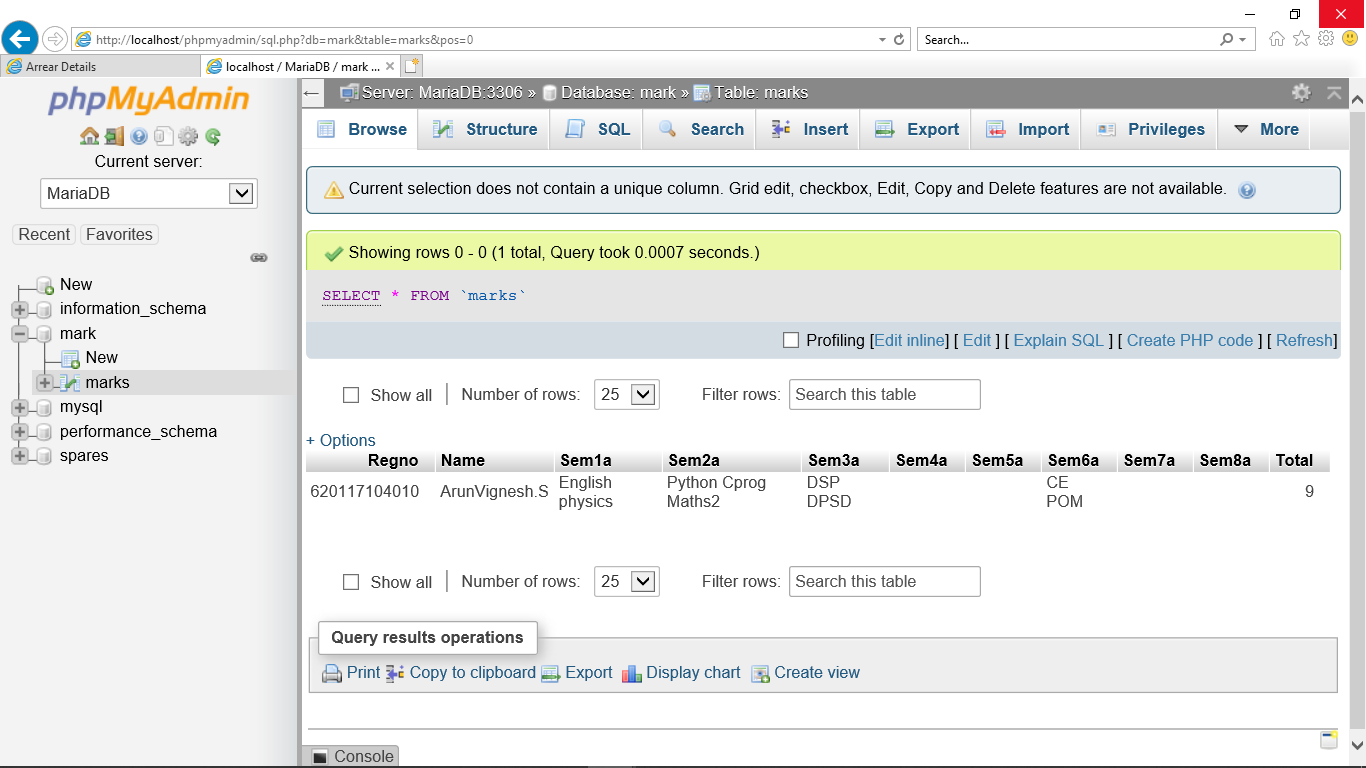 http://localhost/phpmyadmin/sql.php?db=mark&table=marks&pos=0
Search...
Arrear Details
localhost / MariaDB / mark ...
phpMyAdmin
Current server:
MariaDB
Recent Favorites
New
information_schema
mark
New
marks
mysql
performance_schema
spares
Server: MariaDB:3306 » Database: mark » Table: marks
Browse Structure SQL Search Insert Export Import Privileges More
Current selection does not contain a unique column. Grid edit, checkbox, Edit, Copy and Delete features are not available.
Showing rows 0 - 0 (1 total, Query took 0.0007 seconds.)
SELECT * FROM `marks`
Profiling [Edit inline] [ Edit ] [ Explain SQL ] [ Create PHP code ] [ Refresh]
Show all Number of rows: 25 Filter rows: Search this table
+ Options
Regno Name Sem1a Sem2a Sem3a Sem4a Sem5a Sem6a Sem7a Sem8a Total
620117104010 ArunVignesh.S English physics Python Cprog Maths2 DSP DPSD CE POM 9
Show all Number of rows: 25 Filter rows: Search this table
Query results operations
Print Copy to clipboard Export Display chart Create view
Console